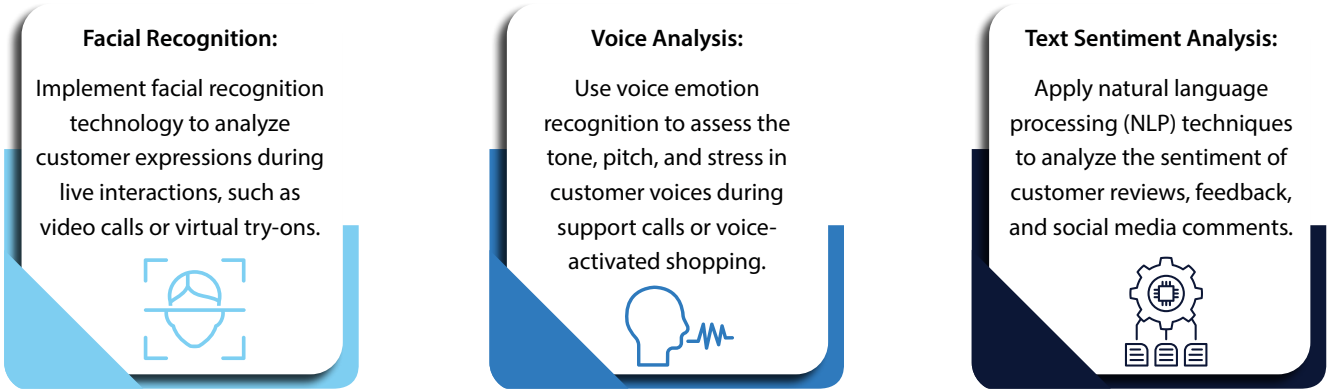 Facial Recognition:
Implement facial recognition
technology to analyze
customer expressions during
live interactions, such as
video calls or virtual try-ons.
Voice Analysis:
Use voice emotion
recognition to assess the
tone, pitch, and stress in
customer voices during
support calls or voice-
activated shopping.
Text Sentiment Analysis:
Apply natural language
processing (NLP) techniques
to analyze the sentiment of
customer reviews, feedback,
and social media comments.